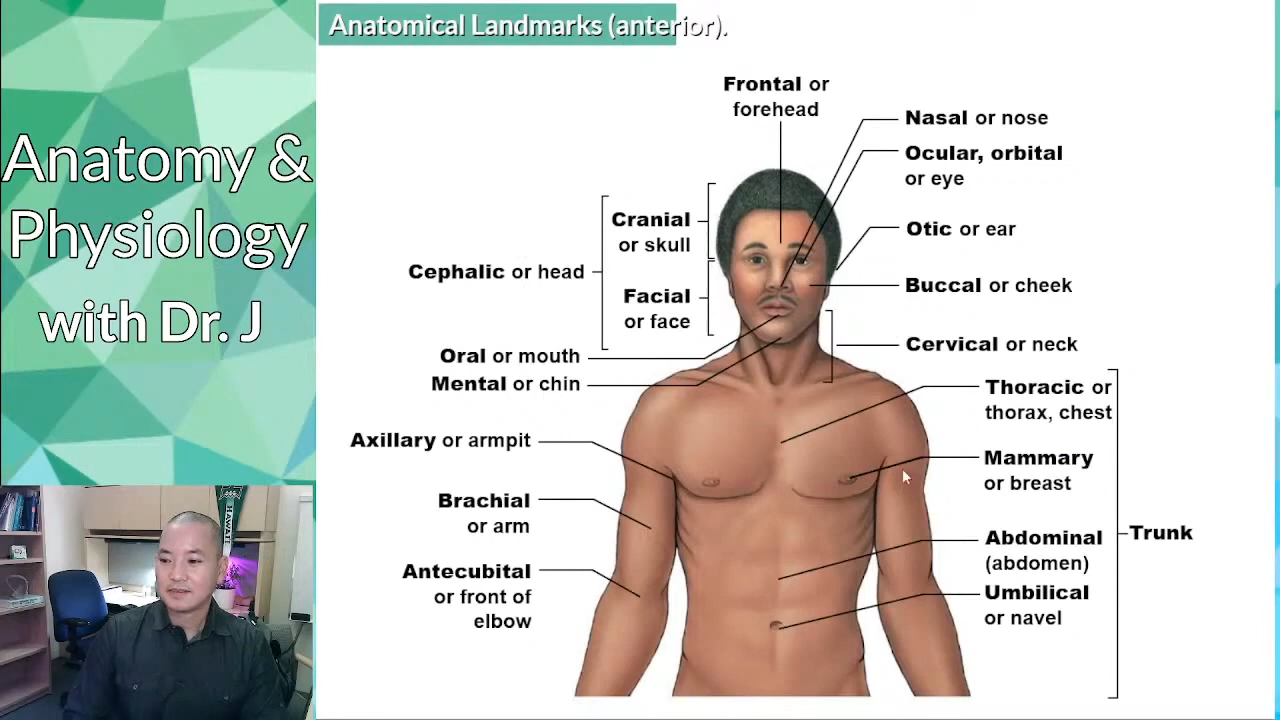 Anatomy &
Physiology
with Dr. J
Anatomical Landmarks (anterior).
Frontal or
forehead
Nasal or nose
Ocular, orbital
or eye
Cranial
or skull
Otic or ear
Cephalic or head
Buccal or cheek
Facial
or face
Cervical or neck
Oral or mouth
Mental or chin
Thoracic or
thorax, chest
Axillary or armpit
Mammary
or breast
Brachial
or arm
Trunk
Abdominal
(abdomen)
Antecubital
or front of
elbow
Umbilical
or navel
HAWAII